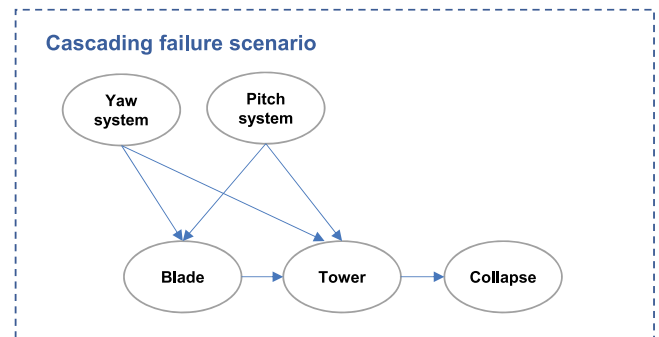 Cascading failure scenario
Yaw
system
Pitch
system
Blade
Tower
Collapse